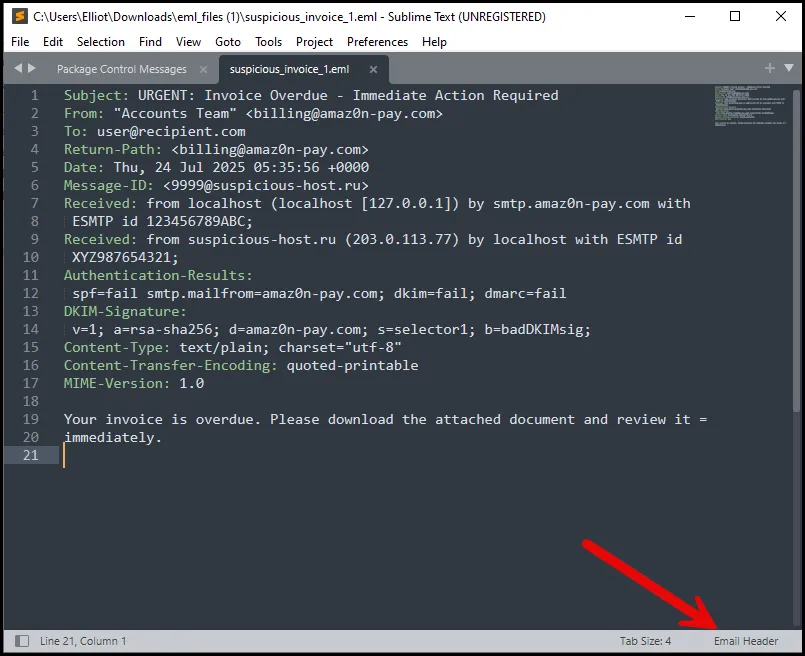 C:\Users\Elliot\Downloads\eml_files (1)\suspicious_invoice_1.eml - Sublime Text (UNREGISTERED)
File Edit Selection Find View Goto Tools Project Preferences Help
Package Control Messages suspicious_invoice_1.eml
1 Subject: URGENT: Invoice Overdue - Immediate Action Required
2 From: "Accounts Team" <billing@amaz0n-pay.com>
3 To: user@recipient.com
4 Return-Path: <billing@amaz0n-pay.com>
5 Date: Thu, 24 Jul 2025 05:35:56 +0000
6 Message-ID: <9999@suspicious-host.ru>
7 Received: from localhost (localhost [127.0.0.1]) by smtp.amaz0n-pay.com with
8 ESMTP id 123456789ABC;
9 Received: from suspicious-host.ru (203.0.113.77) by localhost with ESMTP id
10 XYZ987654321;
11 Authentication-Results:
12 spf=fail smtp.mailfrom=amaz0n-pay.com; dkim=fail; dmarc=fail
13 DKIM-Signature:
14 v=1; a=rsa-sha256; d=amaz0n-pay.com; s=selector1; b=badDKIMsig;
15 Content-Type: text/plain; charset="utf-8"
16 Content-Transfer-Encoding: quoted-printable
17 MIME-Version: 1.0
18
19 Your invoice is overdue. Please download the attached document and review it =
20 immediately.
21
Line 21, Column 1 Tab Size: 4 Email Header